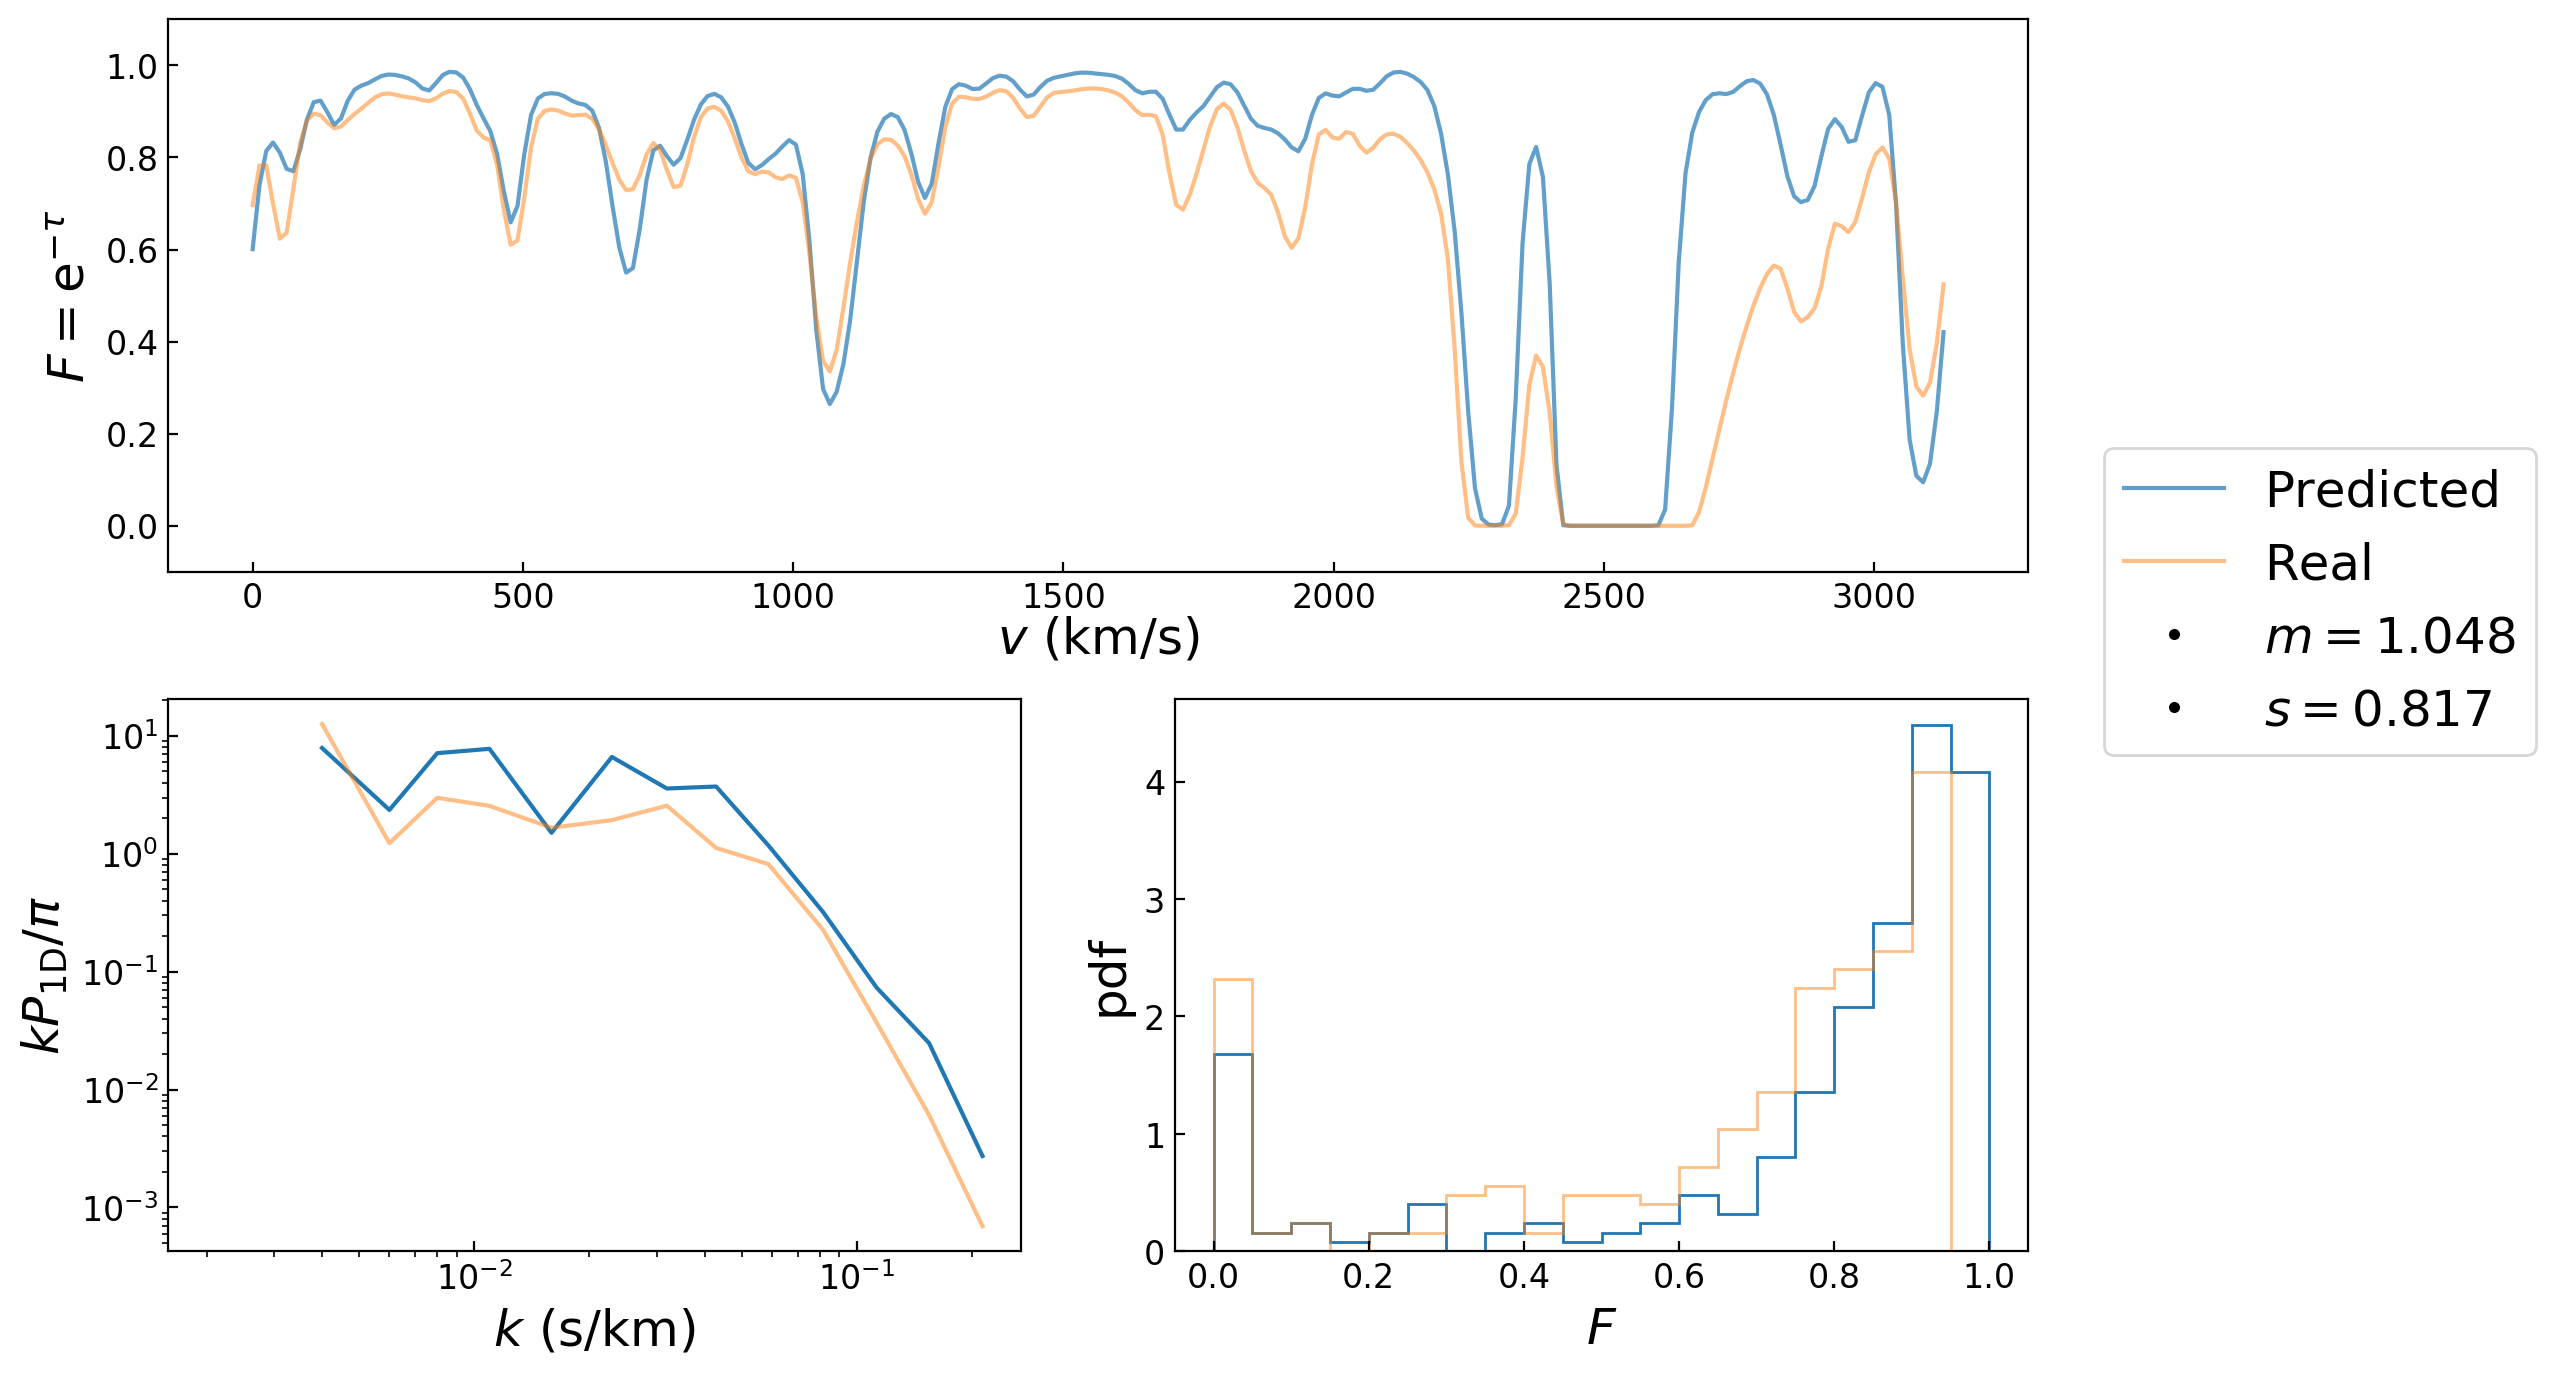 F = e^{-τ}
1.0
0.8
0.6
0.4
0.2
0.0
0 500 1000 1500 2000 2500 3000
v (km/s)
Predicted
Real
m = 1.048
s = 0.817
kP_{1D}/π
10^1
10^0
10^{-1}
10^{-2}
10^{-3}
10^{-2} 10^{-1}
k (s/km)
pdf
4
3
2
1
0
0.0 0.2 0.4 0.6 0.8 1.0
F